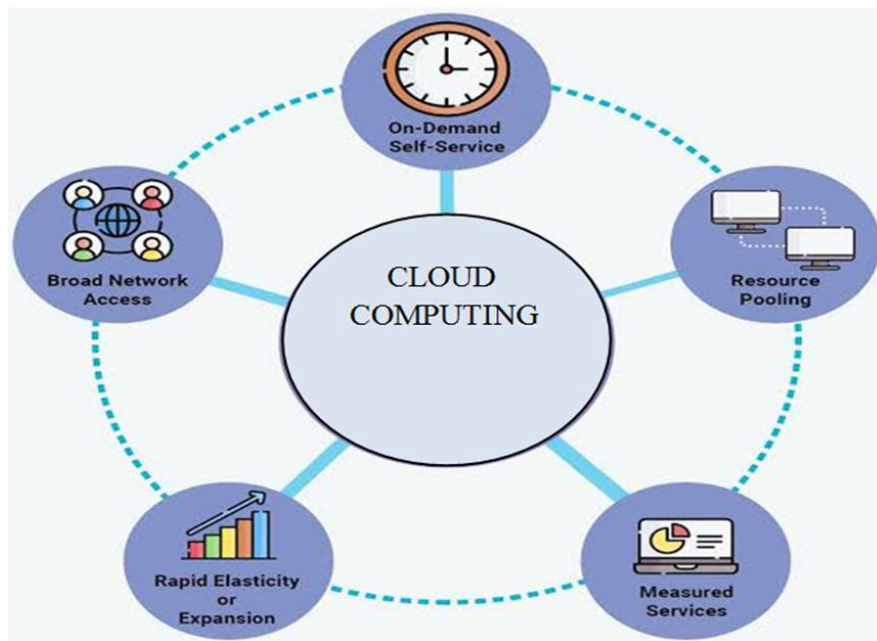 On-Demand
Self-Service
Broad Network
Access
CLOUD
COMPUTING
Resource
Pooling
Rapid Elasticity
or
Expansion
Measured
Services